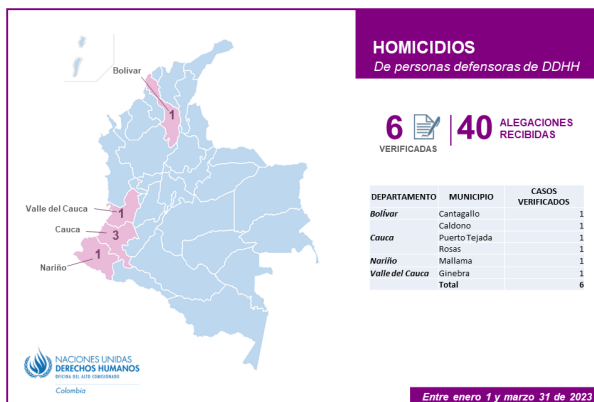 HOMICIDIOS
De personas defensoras de DDHH
6 40 ALEGACIONES
RECIBIDAS
VERIFICADAS
Bolívar
1
Valle del Cauca
1
Cauca
3
Nariño
1
DEPARTAMENTO MUNICIPIO CASOS
VERIFICADOS
Bolívar Cantagallo 1
Caldono 1
Cauca Puerto Tejada 1
Rosas 1
Nariño Mallama 1
Valle del Cauca Ginebra 1
Total 6
NACIONES UNIDAS
DERECHOS HUMANOS
OFICINA DEL ALTO COMISIONADO
Colombia
Entre enero 1 y marzo 31 de 2023